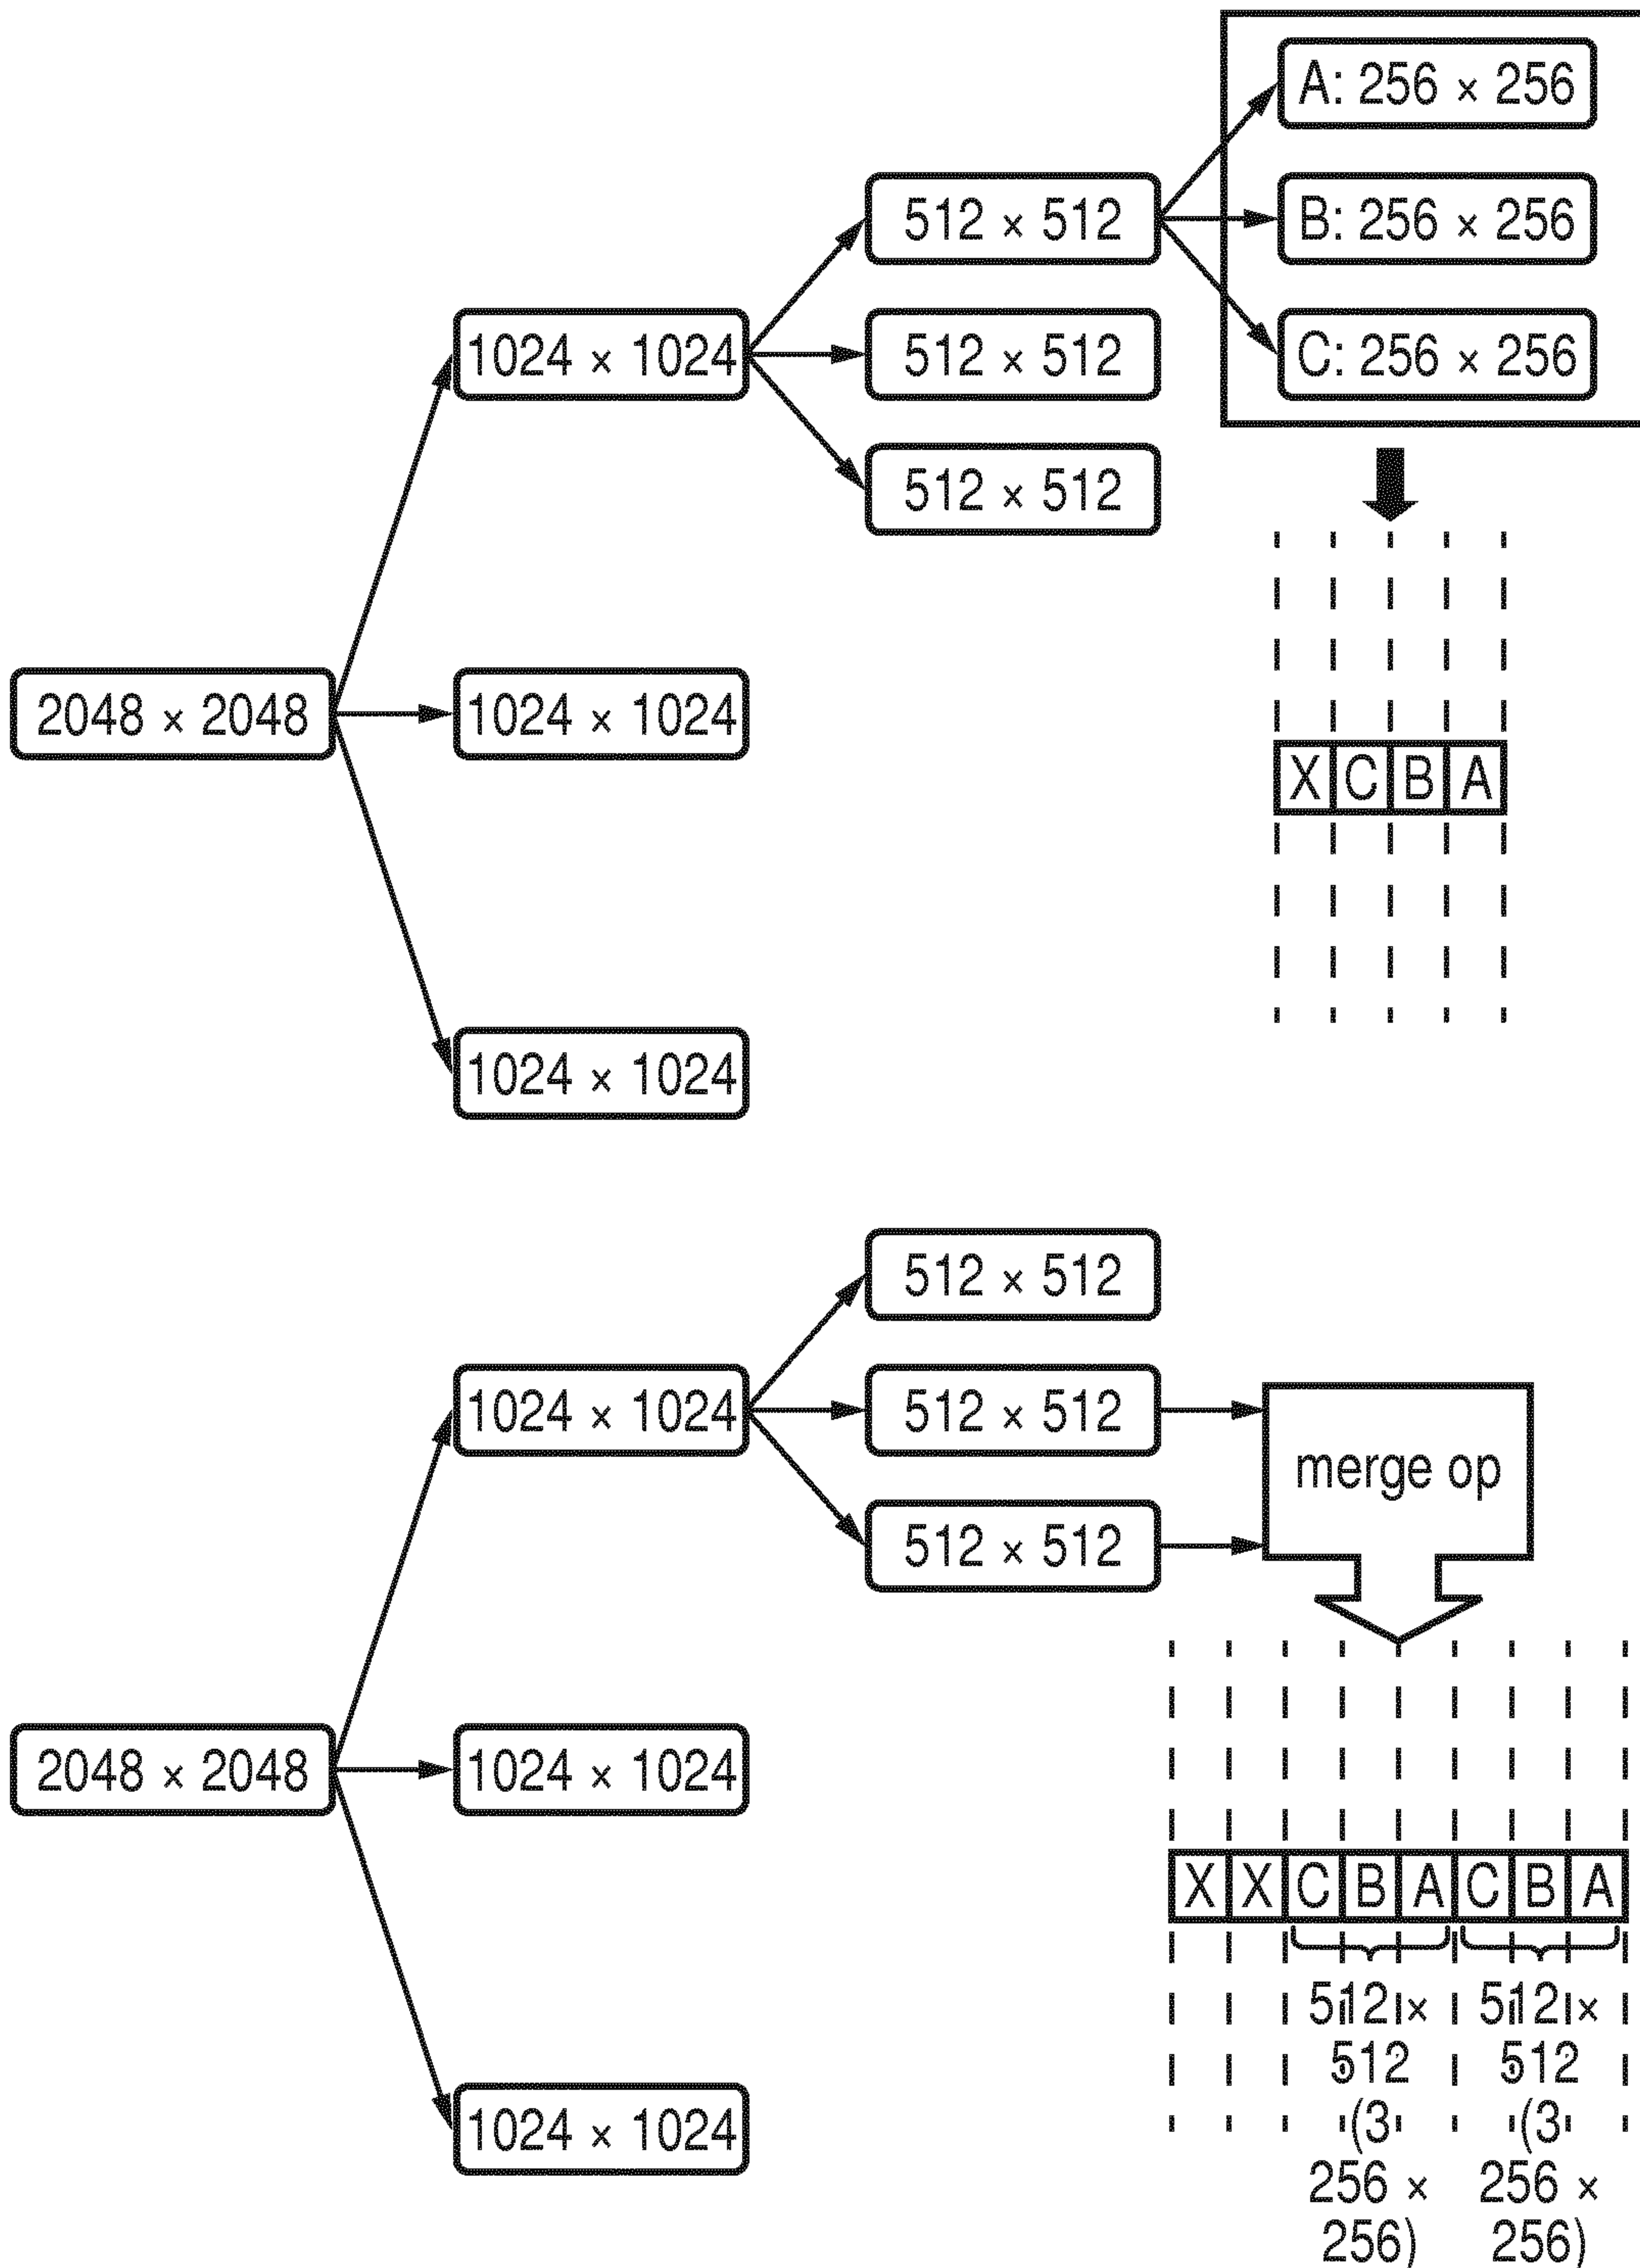 A: 256 × 256
512 × 512
B: 256 × 256
1024 × 1024
512 × 512
C: 256 × 256
512 × 512
2048 × 2048
1024 × 1024
X C B A
1024 × 1024
512 × 512
1024 × 1024
512 × 512
merge op
512 × 512
2048 × 2048
1024 × 1024
X X C B A C B A
512 × 512 ×
512 512
(3 (3
256 × 256 ×
256) 256)
1024 × 1024